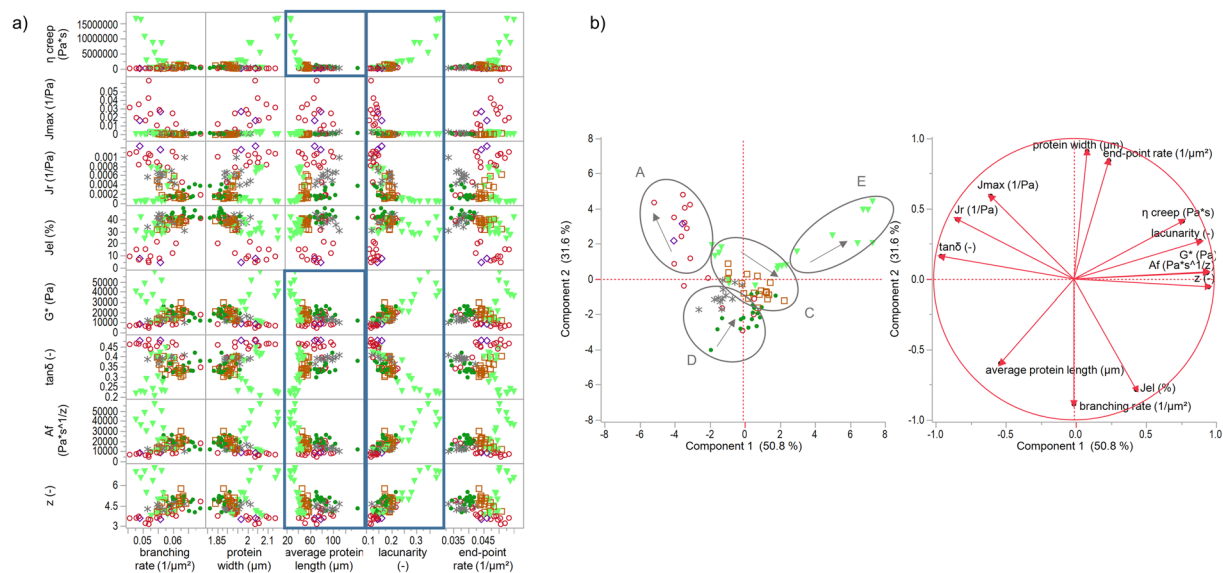 a)
η creep
(Pa*s)
15000000
10000000
5000000
0
Jmax (1/Pa)
0.05
0.04
0.03
0.02
0.01
0
Jr (1/Pa)
0.001
0.0008
0.0006
0.0004
0.0002
0
Jel (%)
40
30
20
10
0
G* (Pa)
50000
40000
30000
20000
10000
0
tanδ (-)
0.45
0.4
0.35
0.3
0.25
0.2
Af
(Pa*s^1/z)
50000
40000
30000
20000
10000
0
z (-)
6
4.5
3
0.05 0.06 1.85 2 2.1 20 60 100 0.1 0.2 0.3 0.035 0.045
branching
rate (1/µm²)
protein
width (µm)
average protein
length (µm)
lacunarity
(-)
end-point
rate (1/µm²)
b)
Component 2 (31.6 %)
8
6
4
2
0
-2
-4
-6
-8
A
E
C
D
-8 -6 -4 -2 0 2 4 6 8
Component 1 (50.8 %)
Component 2 (31.6 %)
1.0
0.5
0
-0.5
-1.0
protein width (µm)
end-point rate (1/µm²)
Jmax (1/Pa)
Jr (1/Pa)
tanδ (-)
η creep (Pa*s)
lacunarity (-)
G* (Pa)
Af (Pa*s^1/z)
z (-)
average protein length (µm)
Jel (%)
branching rate (1/µm²)
-1.0 -0.5 0 0.5 1.0
Component 1 (50.8 %)